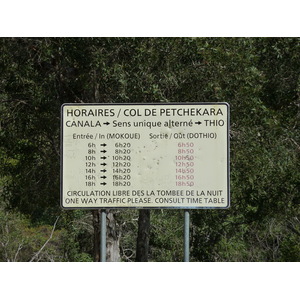 HORAIRES / COL DE PETCHEKARA
CANALA → Sens unique alterné → THIO
Entrée / In (MOKOUE) Sortie / Out (DOTHIO)
6h → 6h20 6h50
8h → 8h20 8h50
10h → 10h20 10h50
12h → 12h20 12h50
14h → 14h20 14h50
16h → 16h20 16h50
18h → 18h20 18h50
CIRCULATION LIBRE DES LA TOMBEE DE LA NUIT
ONE WAY TRAFFIC PLEASE CONSULT TIME TABLE